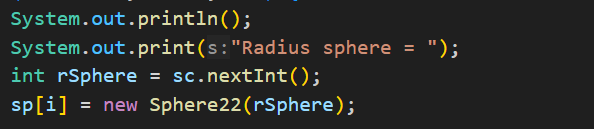 System.out.println();
System.out.print(s:"Radius sphere = ");
int rSphere = sc.nextInt();
sp[i] = new Sphere22(rSphere);